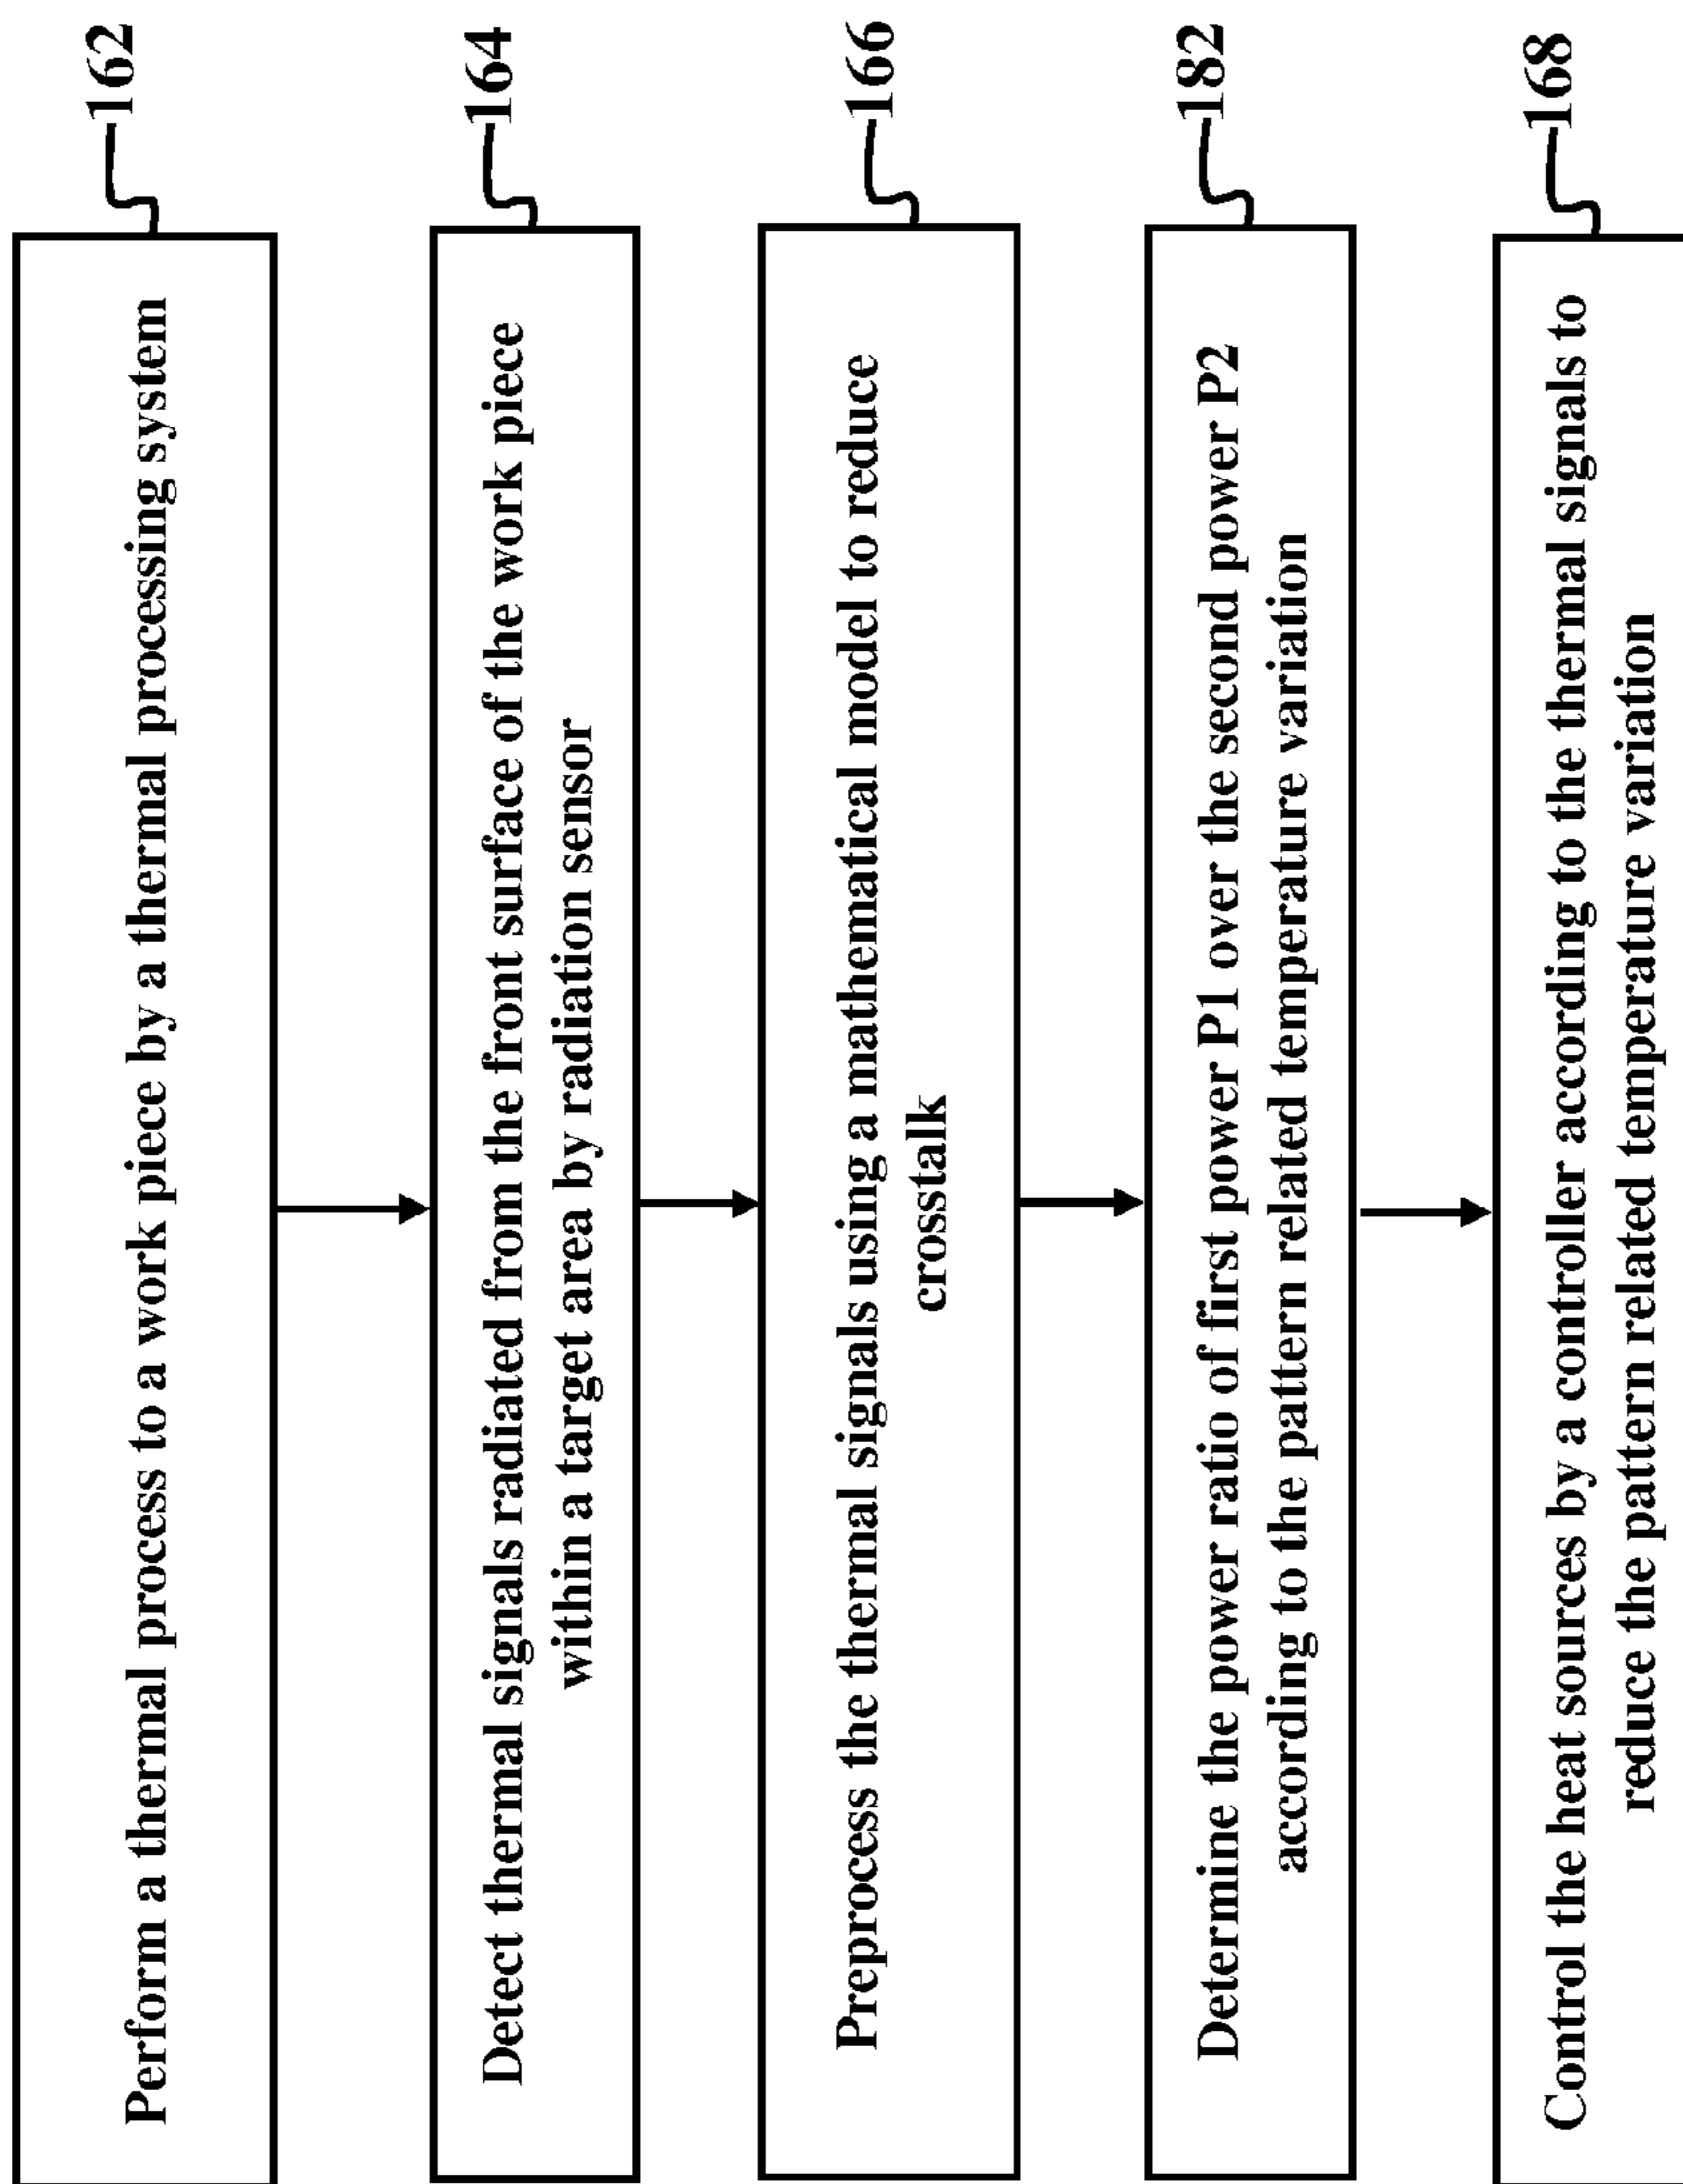 Perform a thermal process to a work piece by a thermal processing system
162
Detect thermal signals radiated from the front surface of the work piece
within a target area by radiation sensor
164
Preprocess the thermal signals using a mathematical model to reduce
crosstalk
166
Determine the power ratio of first power P1 over the second power P2
according to the pattern related temperature variation
182
Control the heat sources by a controller according to the thermal signals to
reduce the pattern related temperature variation
168